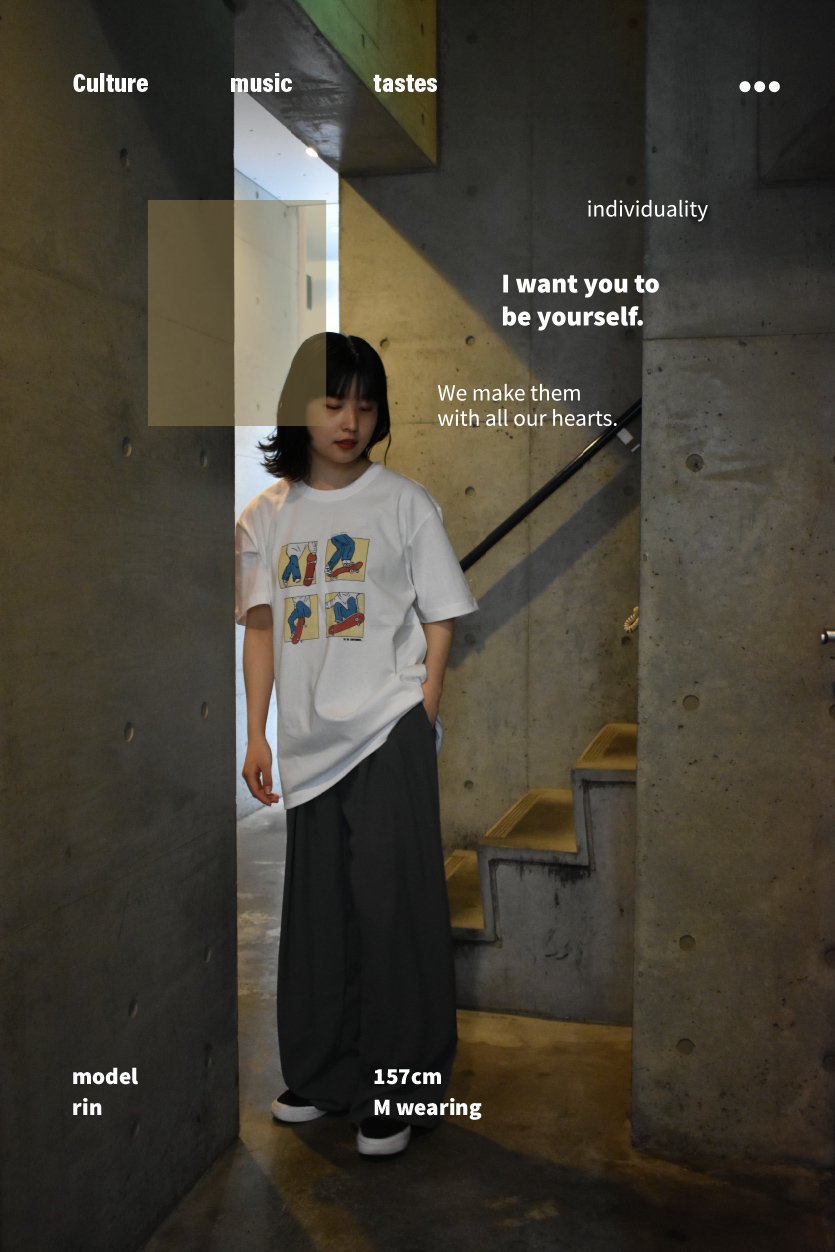 Culture music tastes
individuality
I want you to
be yourself.
We make them
with all our hearts.
model
rin
157cm
M wearing